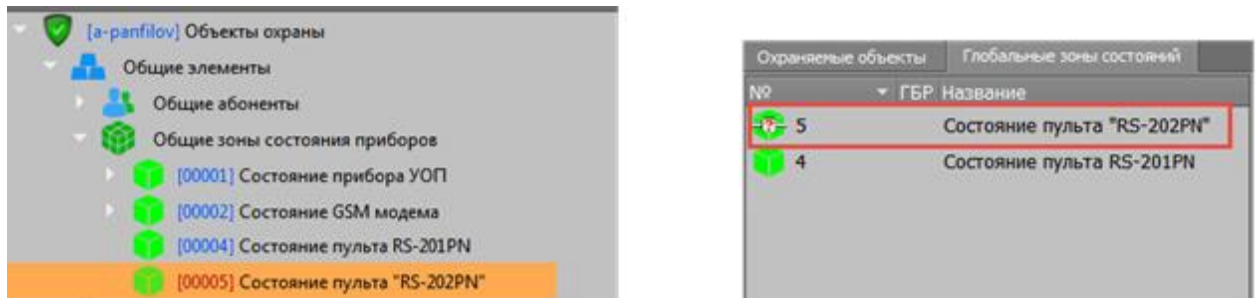 [a-panfilov] Объекты охраны
Общие элементы
Общие абоненты
Общие зоны состояния приборов
[00001] Состояние прибора УОП
[00002] Состояние GSM модема
[00004] Состояние пульта RS-201PN
[00005] Состояние пульта "RS-202PN"
Охраняемые объекты Глобальные зоны состояний
№ ГБР Название
? 5 Состояние пульта "RS-202PN"
4 Состояние пульта RS-201PN